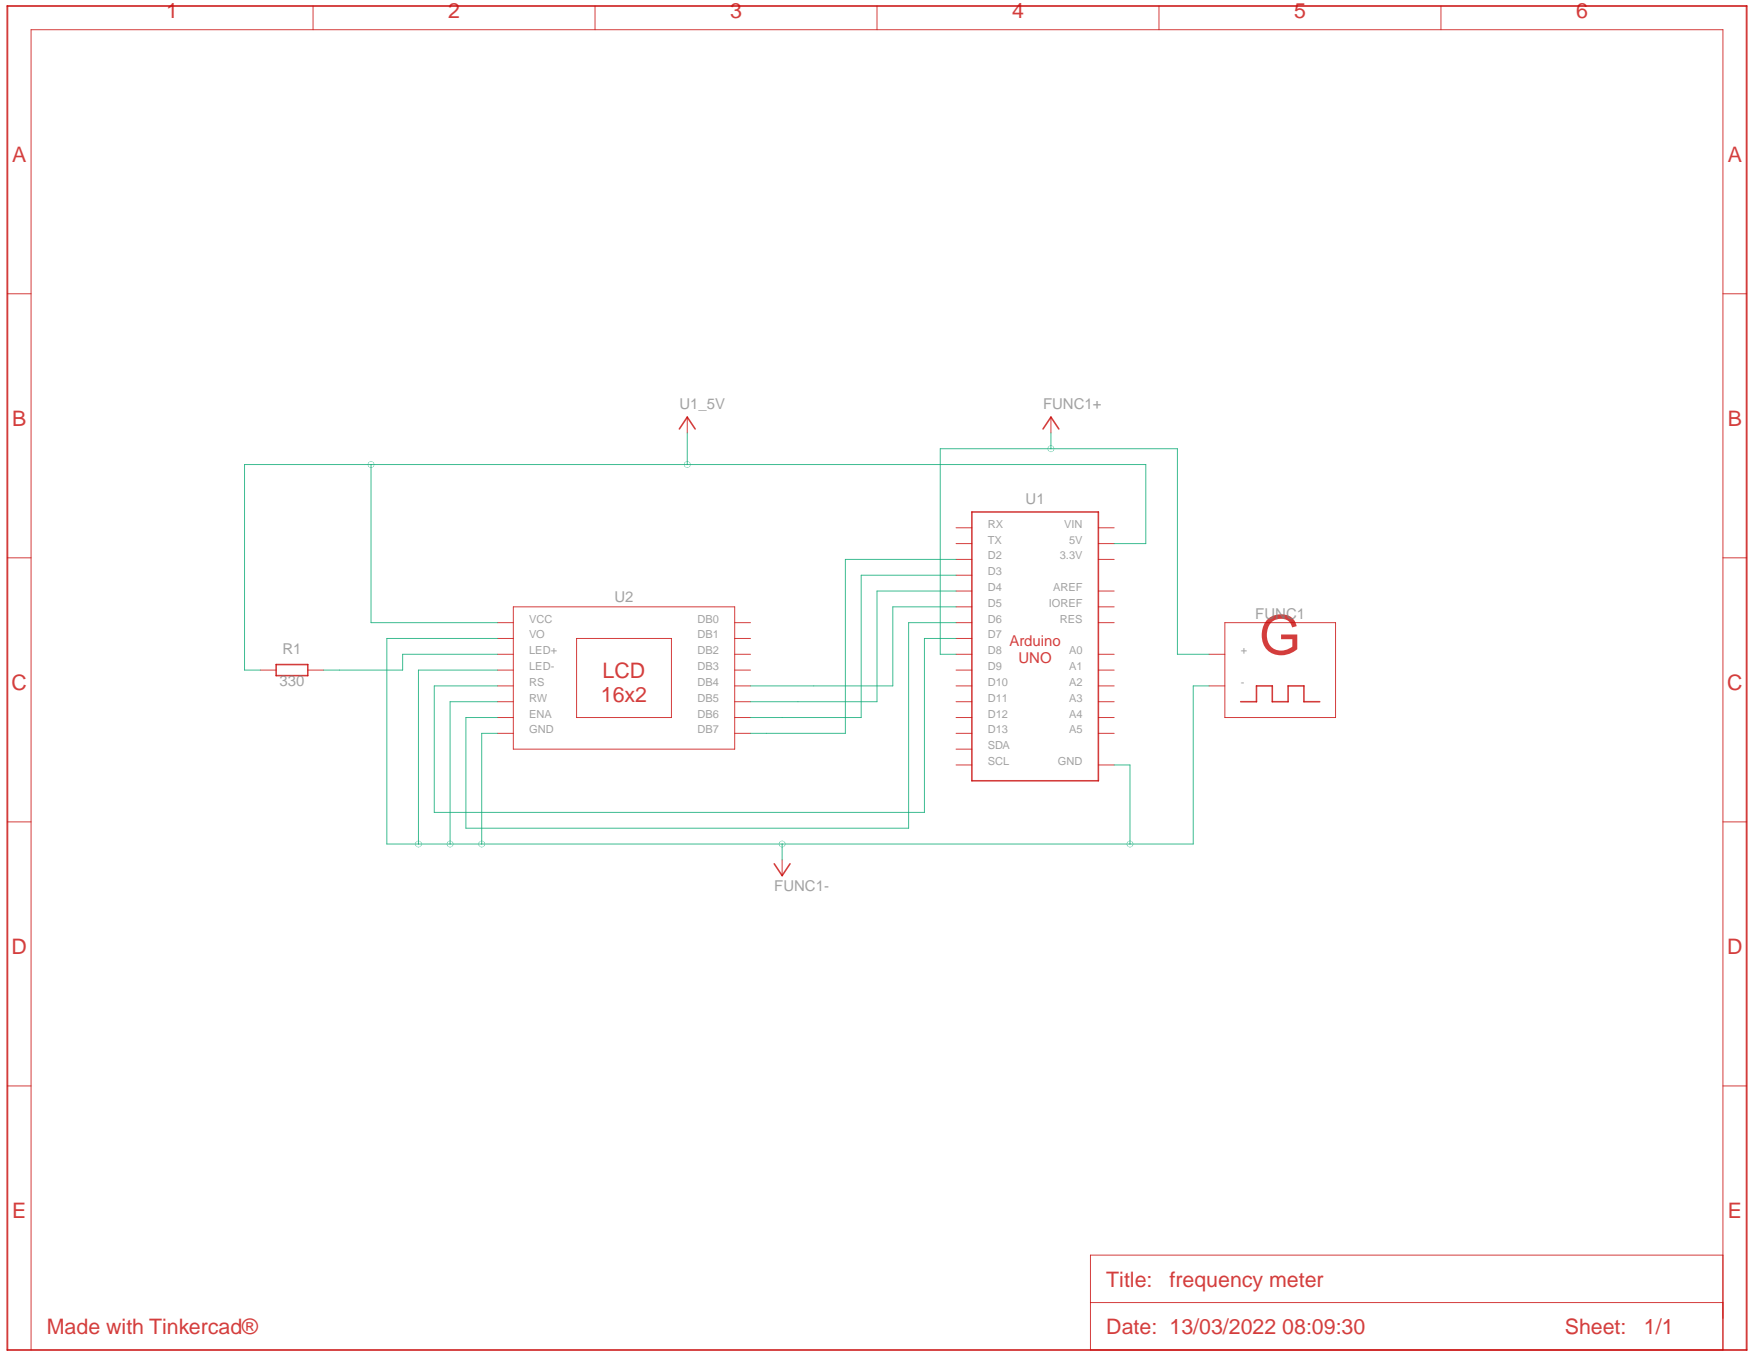 1 2 3 4 5 6
A A
B B
C C
D D
E E
U1_5V
FUNC1+
U1
RX VIN
TX 5V
D2 3.3V
D3
D4 AREF
D5 IOREF
D6 RES
D7
D8 A0
D9 A1
D10 A2
D11 A3
D12 A4
D13 A5
SDA
SCL GND
Arduino
UNO
U2
VCC DB0
VO DB1
LED+ DB2
LED- DB3
RS DB4
RW DB5
ENA DB6
GND DB7
LCD
16x2
R1
330
FUNC1
G
+
-
FUNC1-
Title: frequency meter
Date: 13/03/2022 08:09:30 Sheet: 1/1
Made with Tinkercad®